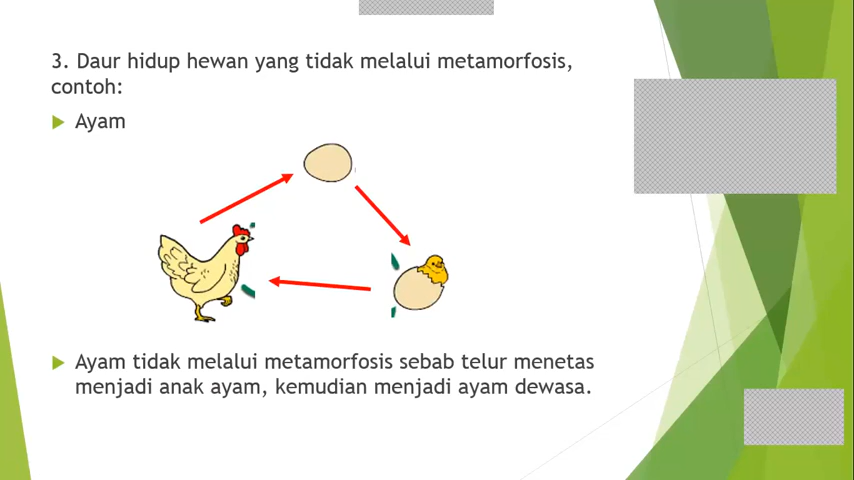 3. Daur hidup hewan yang tidak melalui metamorfosis,
contoh:
Ayam
Ayam tidak melalui metamorfosis sebab telur menetas
menjadi anak ayam, kemudian menjadi ayam dewasa.